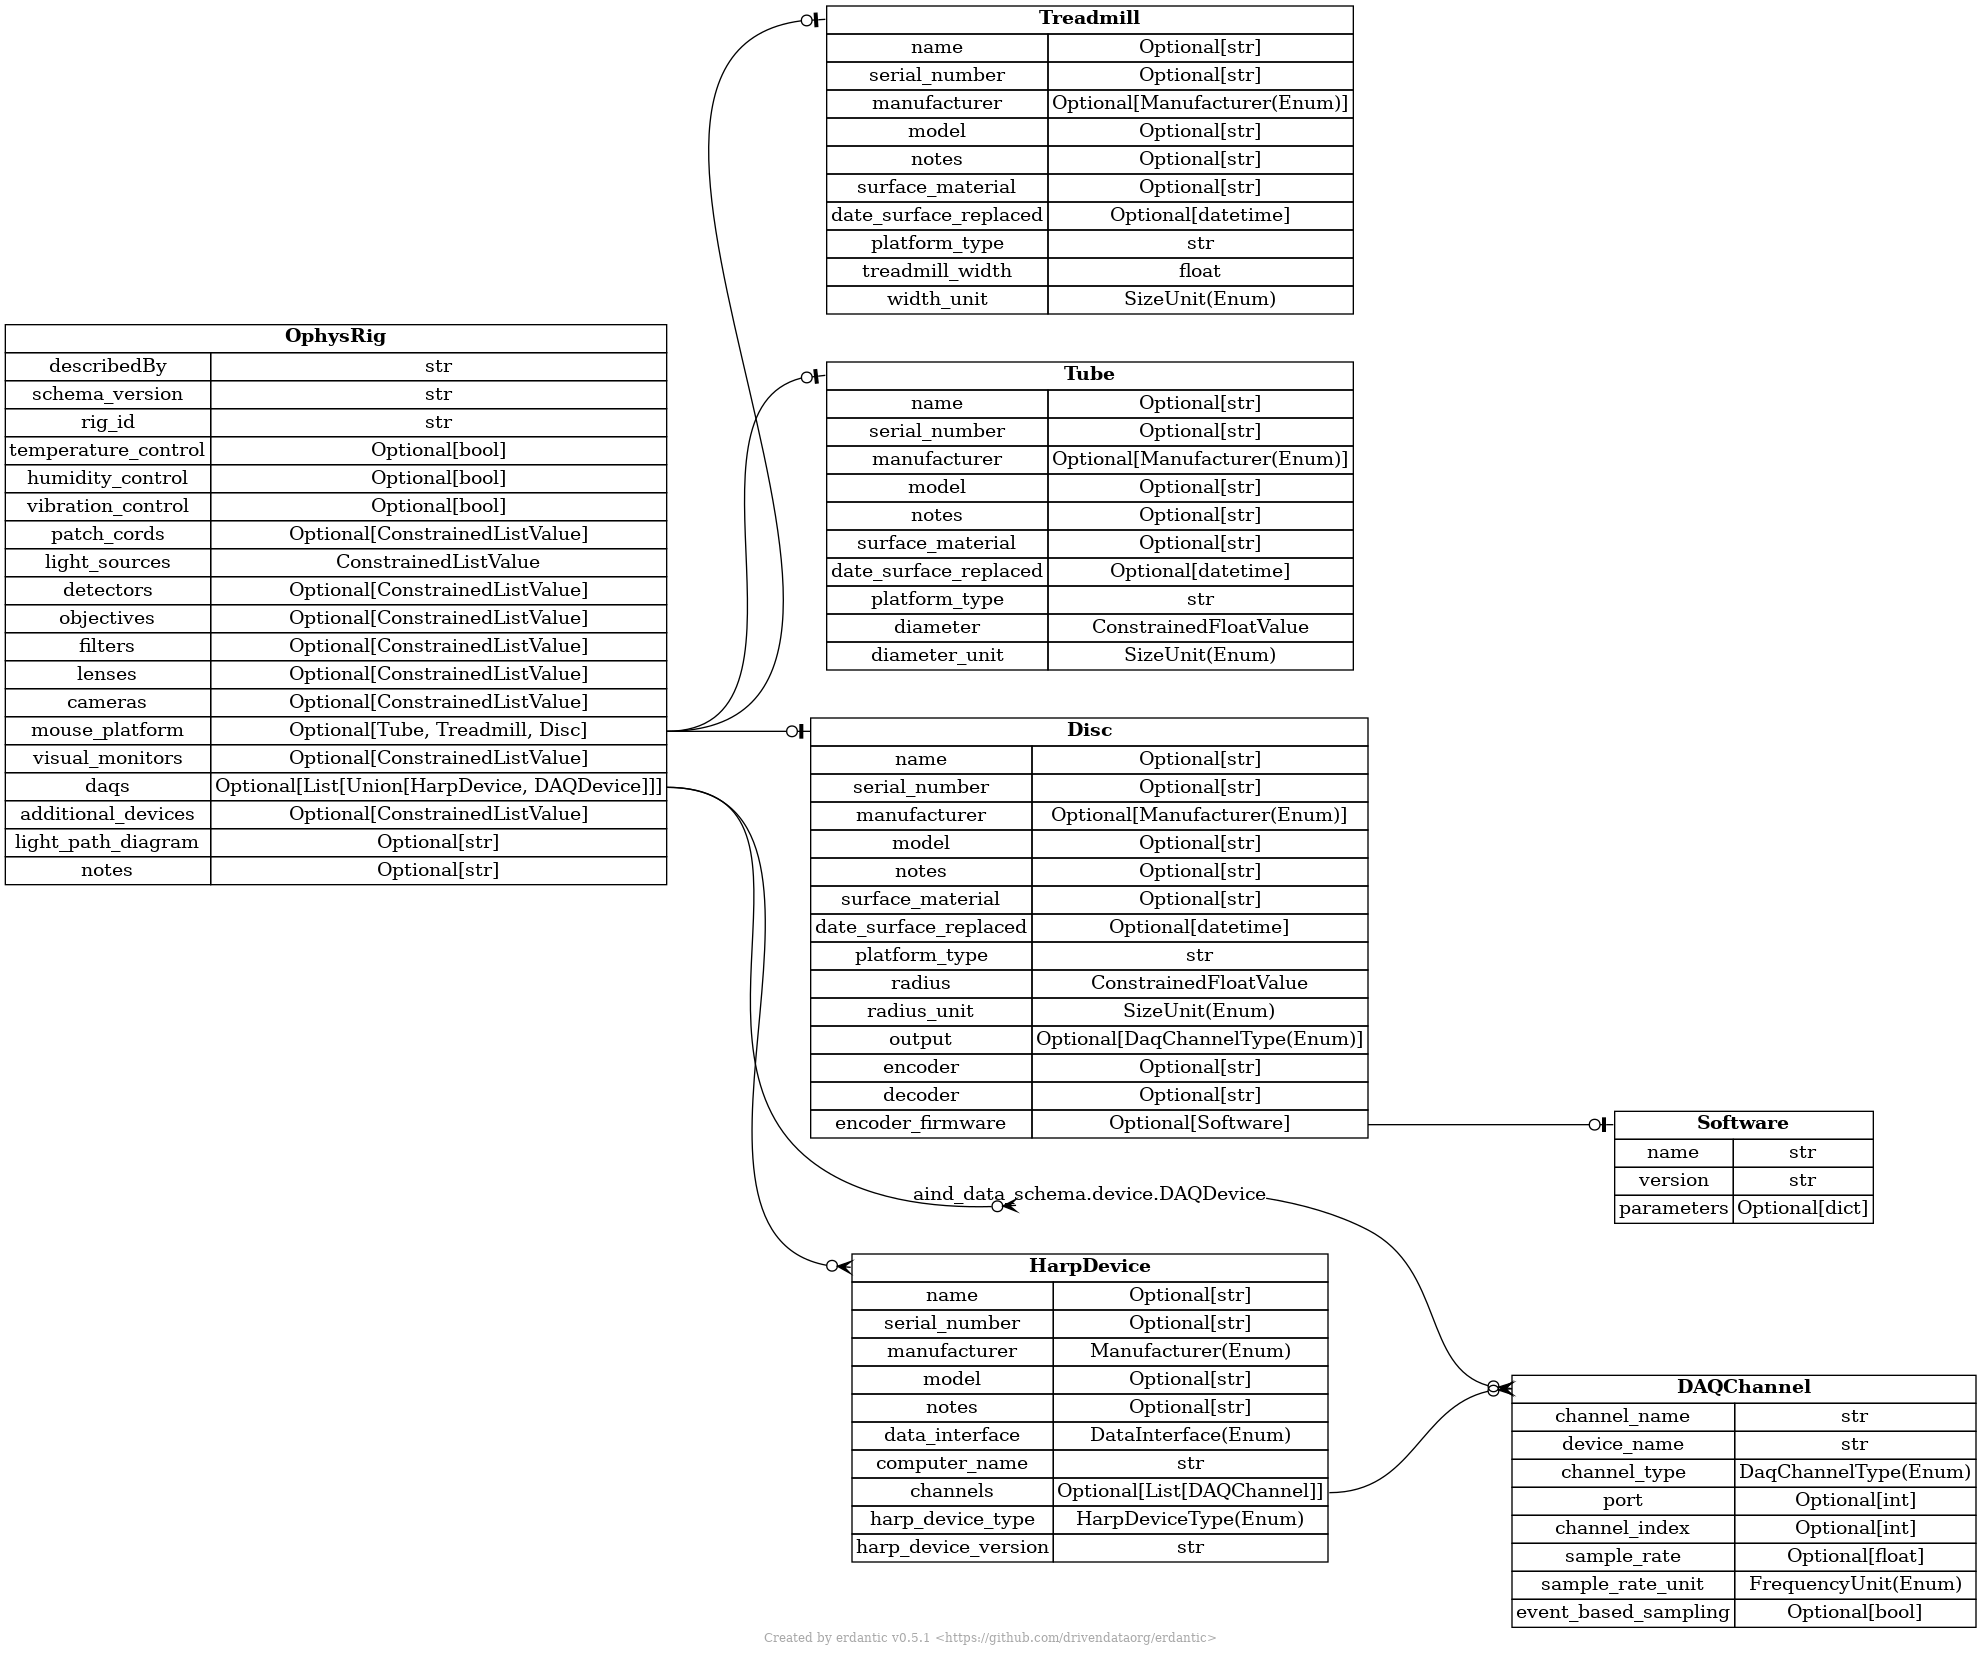 Treadmill
name Optional[str]
serial_number Optional[str]
manufacturer Optional[Manufacturer(Enum)]
model Optional[str]
notes Optional[str]
surface_material Optional[str]
date_surface_replaced Optional[datetime]
platform_type str
treadmill_width float
width_unit SizeUnit(Enum)
OphysRig
describedBy str
schema_version str
rig_id str
temperature_control Optional[bool]
humidity_control Optional[bool]
vibration_control Optional[bool]
patch_cords Optional[ConstrainedListValue]
light_sources ConstrainedListValue
detectors Optional[ConstrainedListValue]
objectives Optional[ConstrainedListValue]
filters Optional[ConstrainedListValue]
lenses Optional[ConstrainedListValue]
cameras Optional[ConstrainedListValue]
mouse_platform Optional[Tube, Treadmill, Disc]
visual_monitors Optional[ConstrainedListValue]
daqs Optional[List[Union[HarpDevice, DAQDevice]]]
additional_devices Optional[ConstrainedListValue]
light_path_diagram Optional[str]
notes Optional[str]
Tube
name Optional[str]
serial_number Optional[str]
manufacturer Optional[Manufacturer(Enum)]
model Optional[str]
notes Optional[str]
surface_material Optional[str]
date_surface_replaced Optional[datetime]
platform_type str
diameter ConstrainedFloatValue
diameter_unit SizeUnit(Enum)
Disc
name Optional[str]
serial_number Optional[str]
manufacturer Optional[Manufacturer(Enum)]
model Optional[str]
notes Optional[str]
surface_material Optional[str]
date_surface_replaced Optional[datetime]
platform_type str
radius ConstrainedFloatValue
radius_unit SizeUnit(Enum)
output Optional[DaqChannelType(Enum)]
encoder Optional[str]
decoder Optional[str]
encoder_firmware Optional[Software]
Software
name str
version str
parameters Optional[dict]
aind_data_schema.device.DAQDevice
HarpDevice
name Optional[str]
serial_number Optional[str]
manufacturer Manufacturer(Enum)
model Optional[str]
notes Optional[str]
data_interface DataInterface(Enum)
computer_name str
channels Optional[List[DAQChannel]]
harp_device_type HarpDeviceType(Enum)
harp_device_version str
DAQChannel
channel_name str
device_name str
channel_type DaqChannelType(Enum)
port Optional[int]
channel_index Optional[int]
sample_rate Optional[float]
sample_rate_unit FrequencyUnit(Enum)
event_based_sampling Optional[bool]
Created by erdantic v0.5.1 <https://github.com/drivendataorg/erdantic>